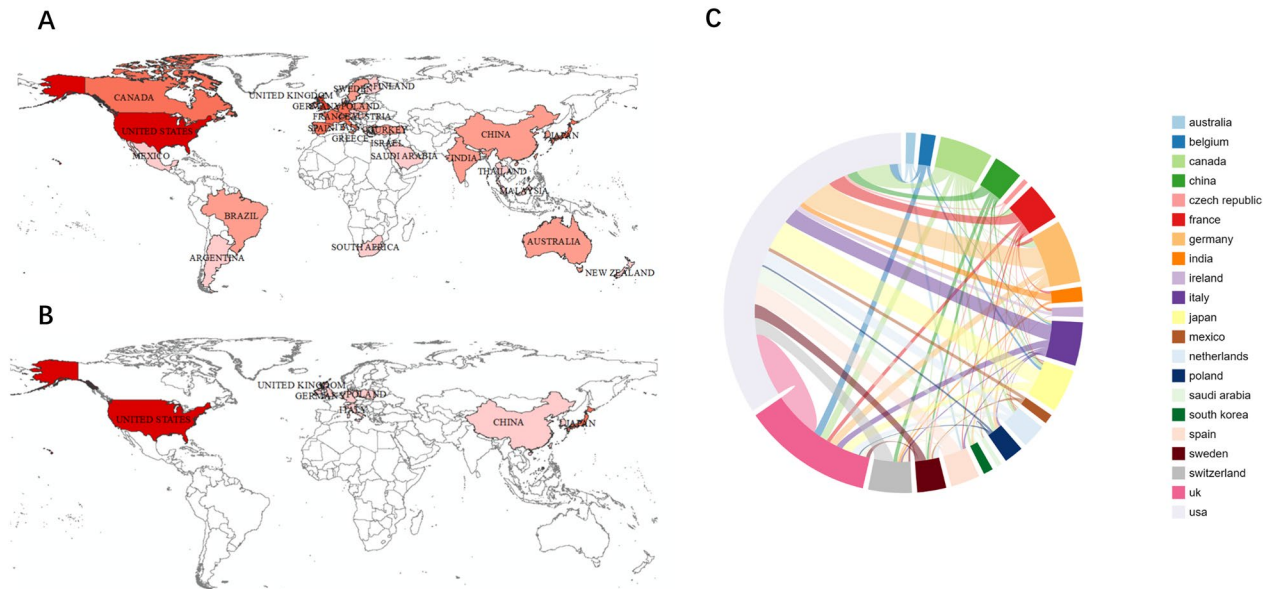 A
CANADA
UNITED STATES
MEXICO
BRAZIL
ARGENTINA
UNITED KINGDOM
SWEDEN
FINLAND
GERMANY
POLAND
FRANCE
AUSTRIA
SPAIN
TURKEY
GREECE
ISRAEL
SAUDI ARABIA
SOUTH AFRICA
CHINA
JAPAN
INDIA
THAILAND
MALAYSIA
AUSTRALIA
NEW ZEALAND
B
UNITED KINGDOM
GERMANY
POLAND
ITALY
UNITED STATES
CHINA
JAPAN
C
australia
belgium
canada
china
czech republic
france
germany
india
ireland
italy
japan
mexico
netherlands
poland
saudi arabia
south korea
spain
sweden
switzerland
uk
usa